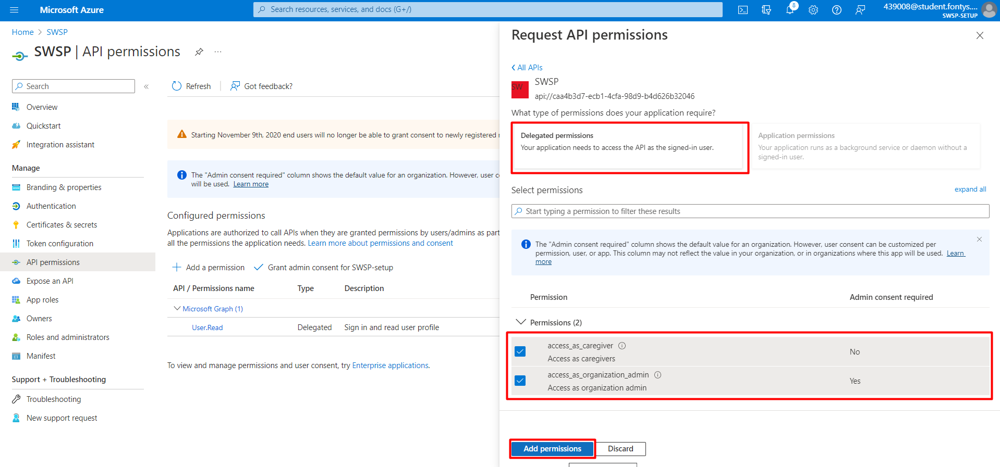 Microsoft Azure
Search resources, services, and docs (G+/)
8
439008@student.fontys....
SWSP-SETUP
Home > SWSP
SWSP | API permissions
...
Search
«
Overview
Quickstart
Integration assistant
Manage
Branding & properties
Authentication
Certificates & secrets
Token configuration
API permissions
Expose an API
App roles
Owners
Roles and administrators
Manifest
Support + Troubleshooting
Troubleshooting
New support request
Refresh
Got feedback?
Starting November 9th, 2020 end users will no longer be able to grant consent to newly registered
The "Admin consent required" column shows the default value for an organization. However, user
will be used. Learn more
Configured permissions
Applications are authorized to call APIs when they are granted permissions by users/admins as part
all the permissions the application needs. Learn more about permissions and consent
Add a permission
Grant admin consent for SWSP-setup
API / Permissions name Type Description
Microsoft Graph (1)
User.Read Delegated Sign in and read user profile
To view and manage permissions and user consent, try Enterprise applications.
Request API permissions
All APIs
SW
SWSP
api://caa4b3d7-ecb1-4cfa-98d9-b4d626b32046
What type of permissions does your application require?
Delegated permissions
Your application needs to access the API as the signed-in user.
Application permissions
Your application runs as a background service or daemon without a
signed-in user.
Select permissions
expand all
Start typing a permission to filter these results
The "Admin consent required" column shows the default value for an organization. However, user consent can be customized per
permission, user, or app. This column may not reflect the value in your organization, or in organizations where this app will be used. Learn
more
Permission Admin consent required
Permissions (2)
access_as_caregiver
Access as caregivers
No
access_as_organization_admin
Access as organization admin
Yes
Add permissions
Discard